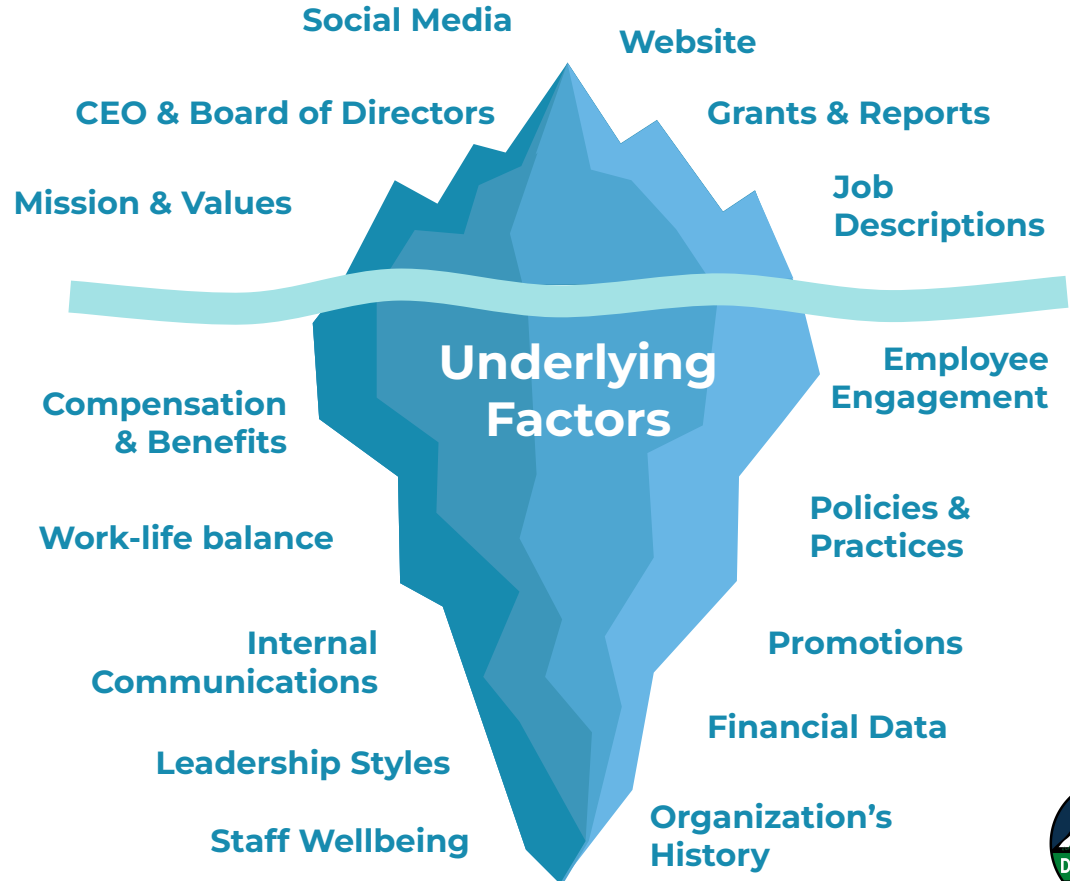 Social Media
Website
CEO & Board of Directors
Grants & Reports
Mission & Values
Job
Descriptions
Underlying
Factors
Employee
Engagement
Compensation
& Benefits
Work-life balance
Policies &
Practices
Internal
Communications
Promotions
Financial Data
Leadership Styles
Staff Wellbeing
Organization’s
History